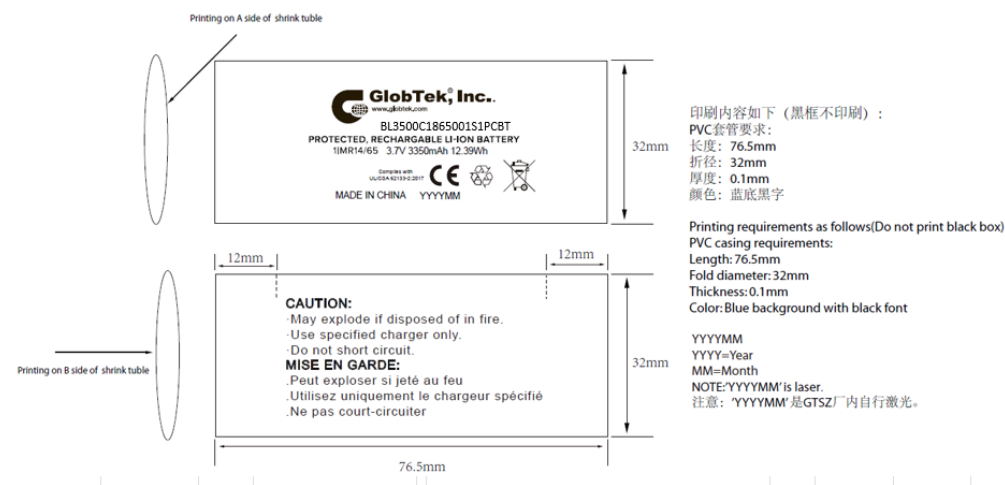 Printing on A side of shrink tuble
GlobTek, Inc.
www.globtek.com
BL3500C1865001S1PCBT
PROTECTED, RECHARGABLE LI-ION BATTERY
1IMR14/65 3.7V 3350mAh 12.39Wh
Complies with
UL/CSA 62133-2:2017
CE
MADE IN CHINA YYYYMM
32mm
印刷内容如下（黑框不印刷）：
PVC套管要求：
长度：76.5mm
折径：32mm
厚度：0.1mm
颜色：蓝底黑字
Printing requirements as follows(Do not print black box)
PVC casing requirements:
Length:76.5mm
Fold diameter:32mm
Thickness:0.1mm
Color:Blue background with black font
12mm
12mm
CAUTION:
·May explode if disposed of in fire.
·Use specified charger only.
·Do not short circuit.
MISE EN GARDE:
.Peut exploser si jeté au feu
.Utilisez uniquement le chargeur spécifié
.Ne pas court-circuiter
32mm
Printing on B side of shrink tuble
76.5mm
YYYYMM
YYYY=Year
MM=Month
NOTE:'YYYYMM' is laser.
注意：'YYYYMM' 是GTSZ厂内自行激光。